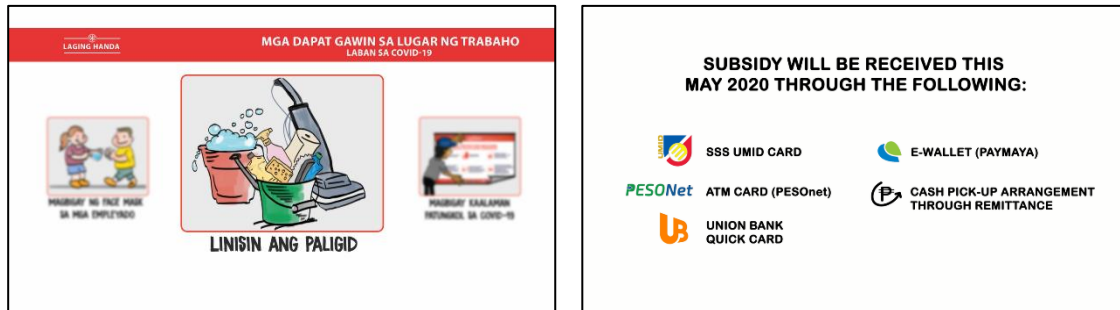 LAGING HANDA
MGA DAPAT GAWIN SA LUGAR NG TRABAHO
LABAN SA COVID-19
MAGBIGAY NG FACE MASK
SA MGA EMPLEYADO
LINISIN ANG PALIGID
MAGBIGAY KAALAMAN
PATUNGKOL SA COVID-19
SUBSIDY WILL BE RECEIVED THIS
MAY 2020 THROUGH THE FOLLOWING:
UMID
SSS UMID CARD
PESONet
ATM CARD (PESOnet)
UB
UNION BANK
QUICK CARD
E-WALLET (PAYMAYA)
CASH PICK-UP ARRANGEMENT
THROUGH REMITTANCE